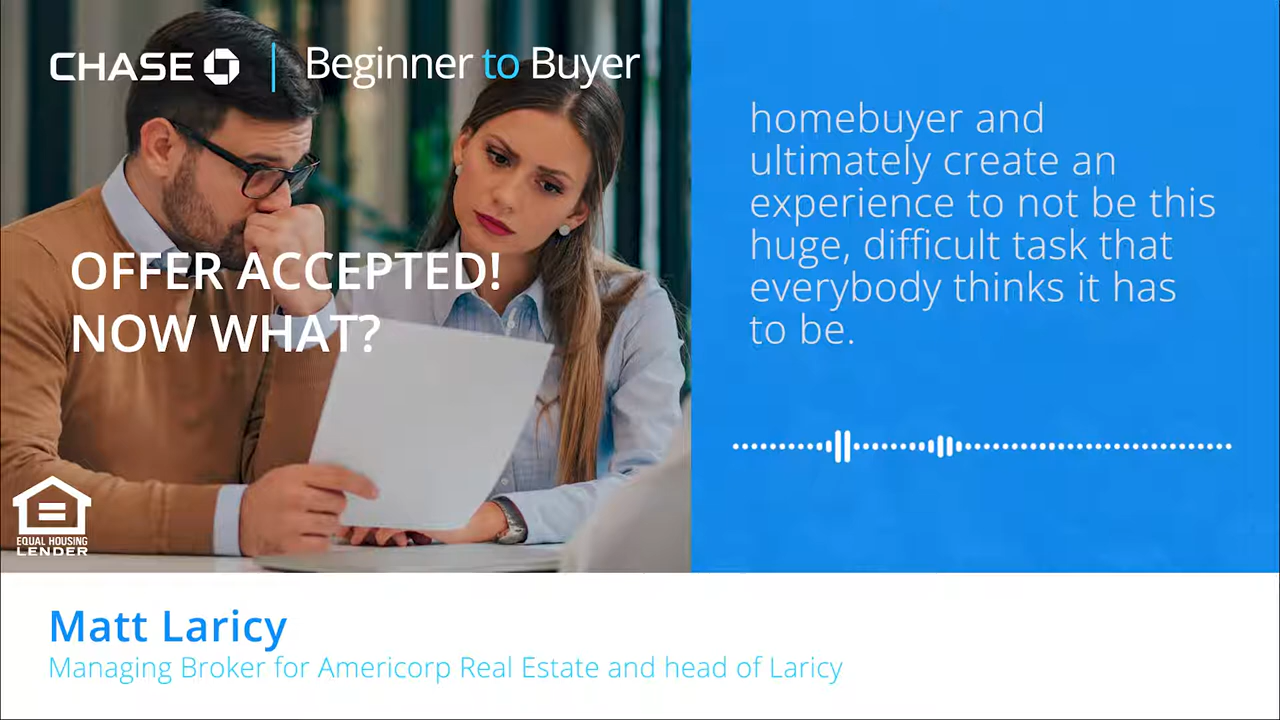 CHASE
Beginner to Buyer
OFFER ACCEPTED!
NOW WHAT?
EQUAL HOUSING
LENDER
homebuyer and
ultimately create an
experience to not be this
huge, difficult task that
everybody thinks it has
to be.
Matt Laricy
Managing Broker for Americorp Real Estate and head of Laricy